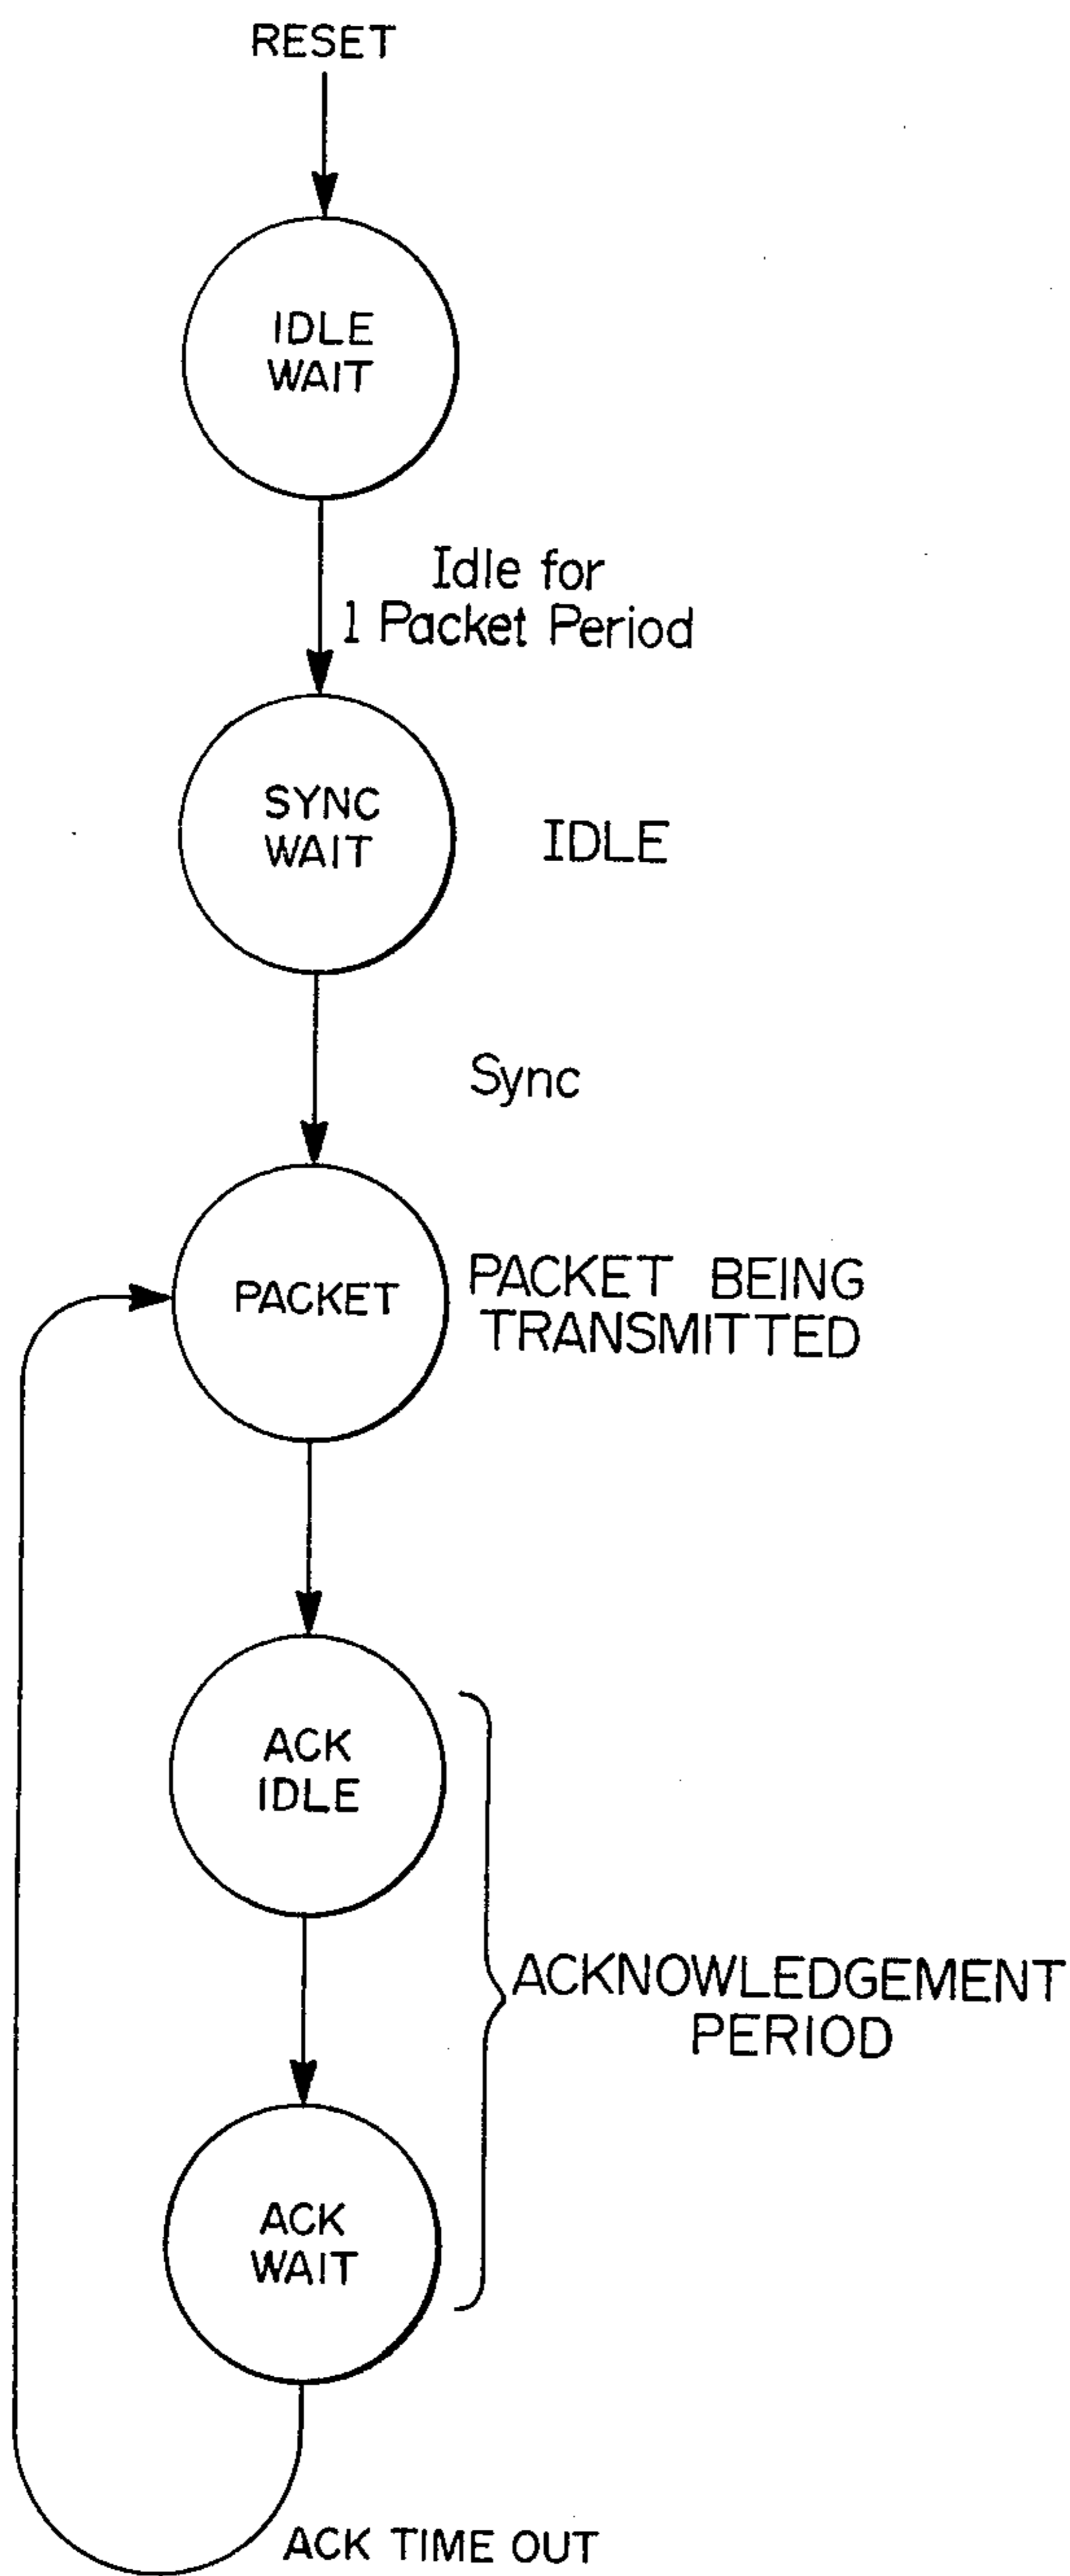 RESET
IDLE
WAIT
Idle for
1 Packet Period
SYNC
WAIT
IDLE
Sync
PACKET
PACKET BEING
TRANSMITTED
ACK
IDLE
ACKNOWLEDGEMENT
PERIOD
ACK
WAIT
ACK TIME OUT